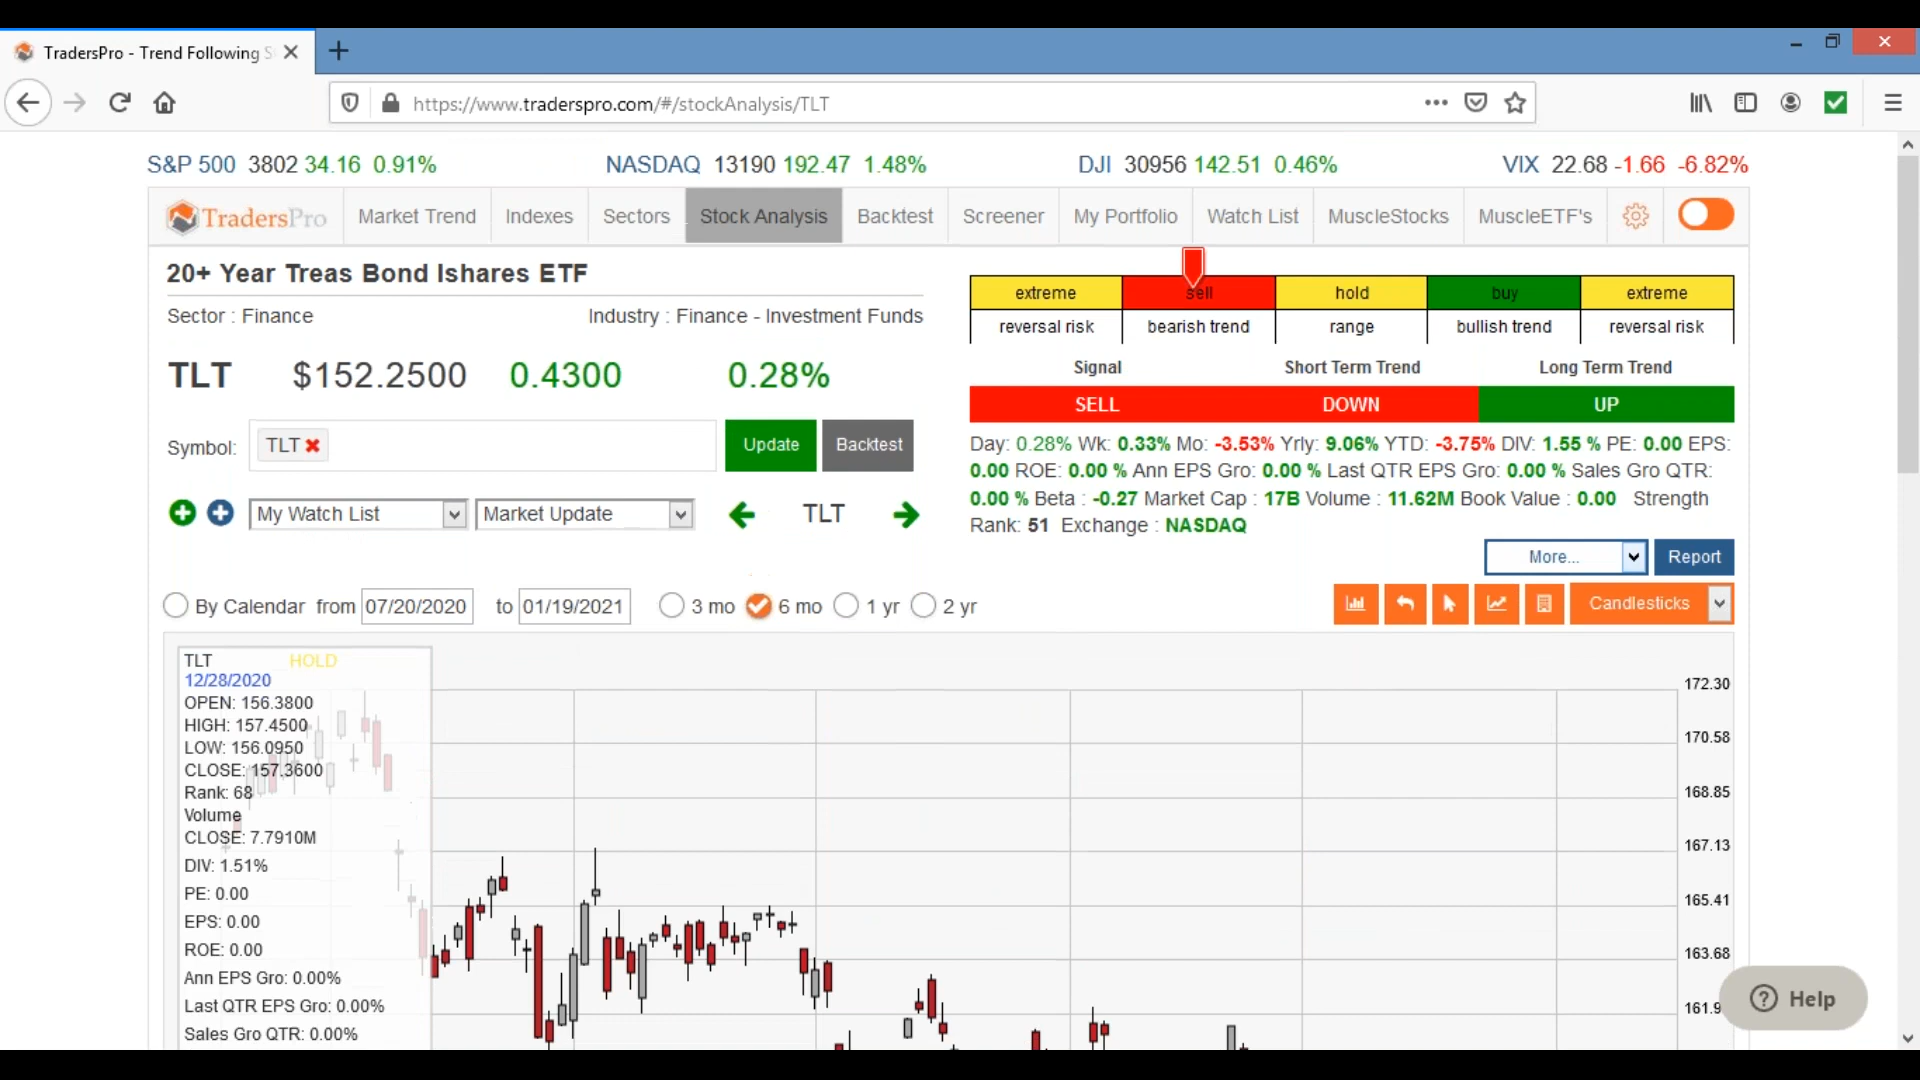 TradersPro - Trend Following S
https://www.traderspro.com/#/stockAnalysis/TLT
S&P 500 3802 34.16 0.91% NASDAQ 13190 192.47 1.48% DJI 30956 142.51 0.46% VIX 22.68 -1.66 -6.82%
TradersPro Market Trend Indexes Sectors Stock Analysis Backtest Screener My Portfolio Watch List MuscleStocks MuscleETF's
20+ Year Treas Bond Ishares ETF
Sector : Finance Industry : Finance - Investment Funds
TLT $152.2500 0.4300 0.28%
Symbol: TLT Update Backtest
My Watch List Market Update TLT
extreme sell hold buy extreme
reversal risk bearish trend range bullish trend reversal risk
Signal Short Term Trend Long Term Trend
SELL DOWN UP
Day: 0.28% Wk: 0.33% Mo: -3.53% Yrly: 9.06% YTD: -3.75% DIV: 1.55 % PE: 0.00 EPS:
0.00 ROE: 0.00 % Ann EPS Gro: 0.00 % Last QTR EPS Gro: 0.00 % Sales Gro QTR:
0.00 % Beta : -0.27 Market Cap : 17B Volume : 11.62M Book Value : 0.00 Strength
Rank: 51 Exchange : NASDAQ
More... Report
By Calendar from 07/20/2020 to 01/19/2021 3 mo 6 mo 1 yr 2 yr Candlesticks
TLT HOLD
12/28/2020
OPEN: 156.3800
HIGH: 157.4500
LOW: 156.0950
CLOSE: 157.3600
Rank: 68
Volume
CLOSE: 7.7910M
DIV: 1.51%
PE: 0.00
EPS: 0.00
ROE: 0.00
Ann EPS Gro: 0.00%
Last QTR EPS Gro: 0.00%
Sales Gro QTR: 0.00%
172.30
170.58
168.85
167.13
165.41
163.68
161.9
Help